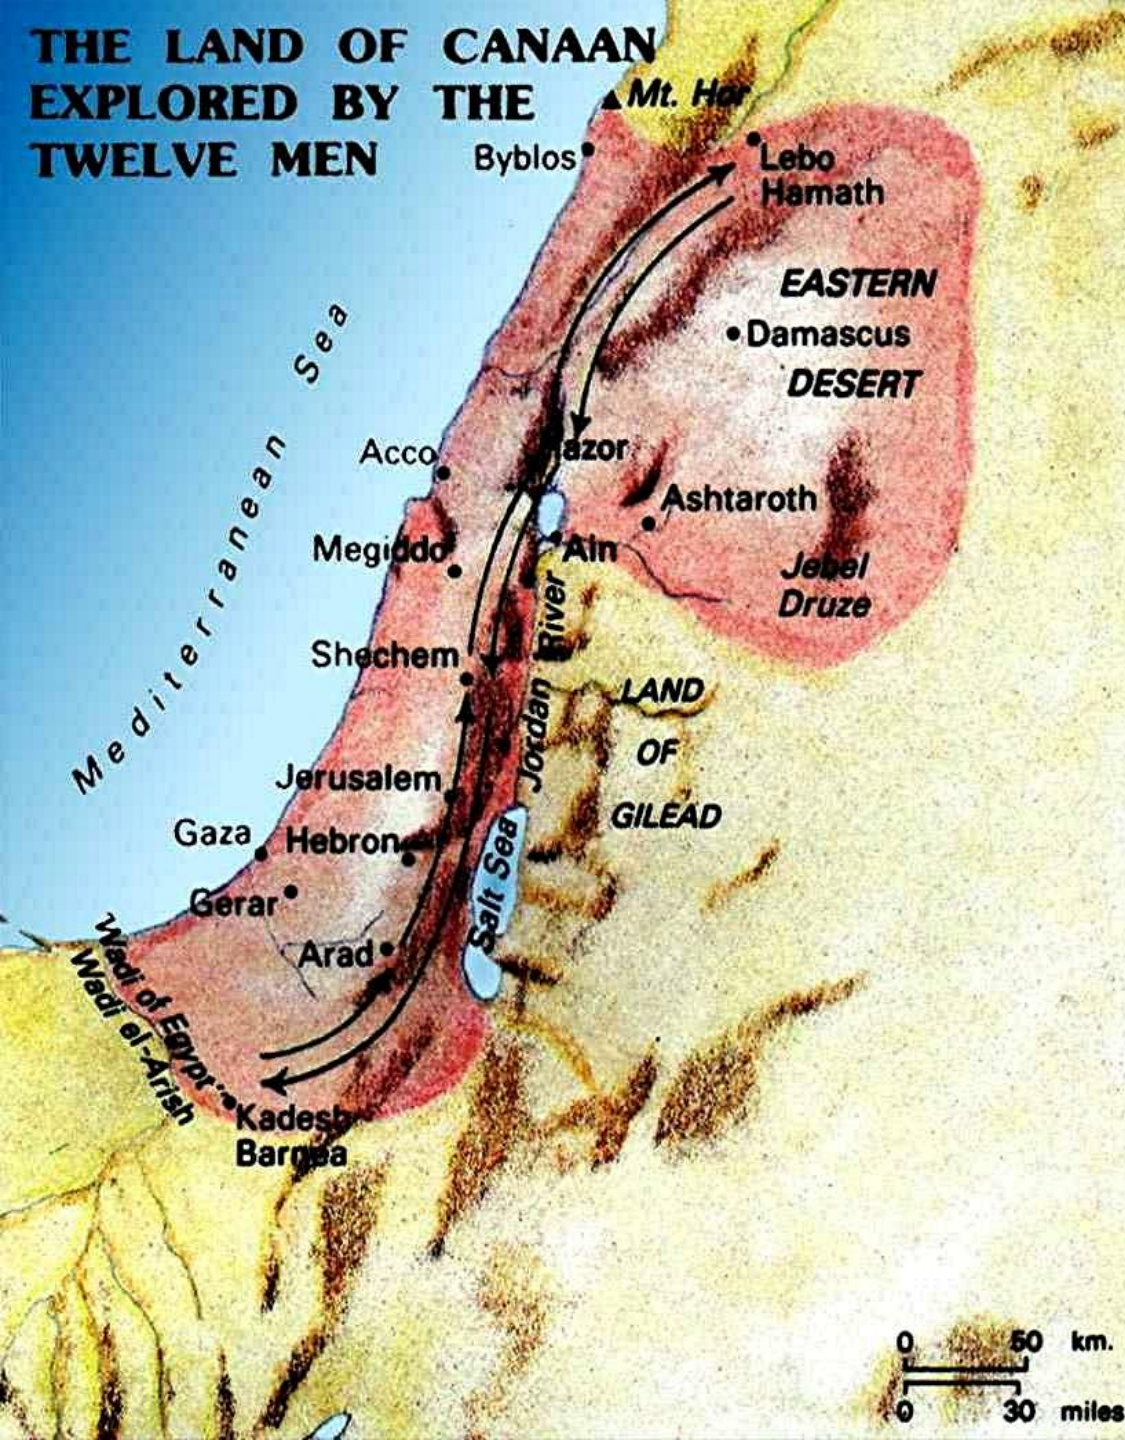 THE LAND OF CANAAN
EXPLORED BY THE
TWELVE MEN
Mt. Hor
Byblos
Lebo
Hamath
EASTERN
Damascus
DESERT
Mediterranean Sea
Acco
azor
Ashtaroth
Megiddo
Ain
Jebel
Druze
Shechem
Jordan River
LAND
OF
GILEAD
Jerusalem
Gaza
Hebron
Salt Sea
Gerar
Arad
Wadi of Egypt
Wadi el-Arish
Kadesh
Barnea
0 50 km.
0 30 miles